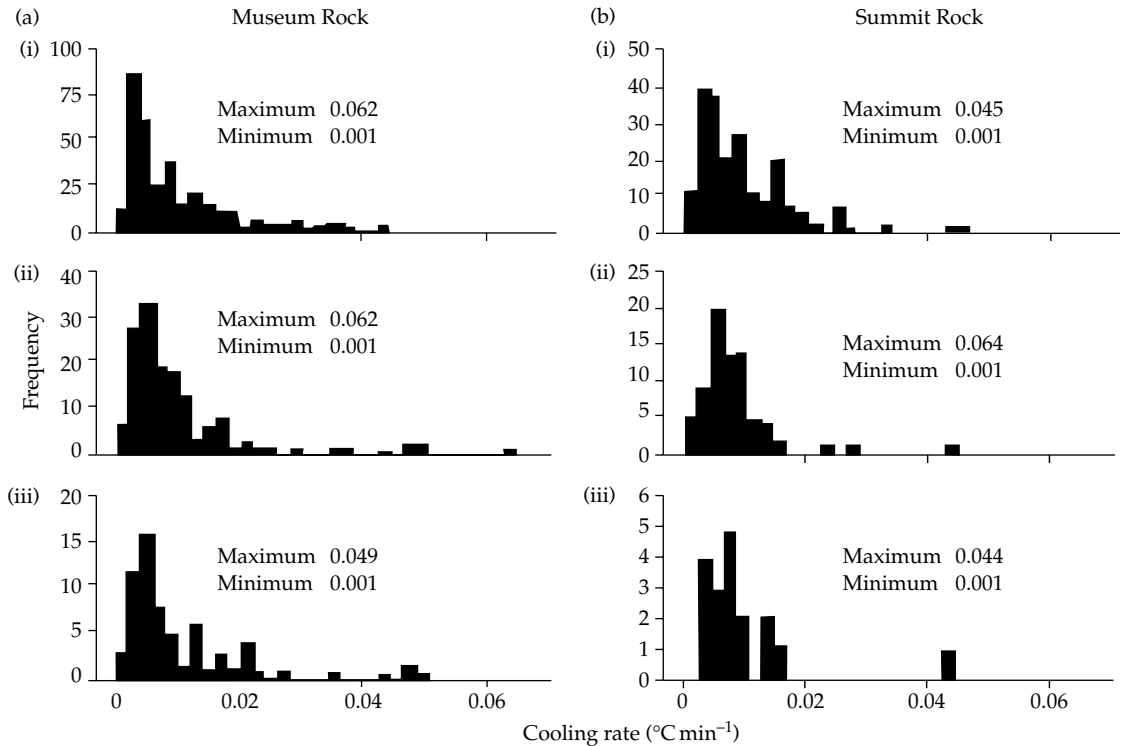 (a) Museum Rock
(i)
100
75
50
25
0
Maximum 0.062
Minimum 0.001
(ii)
40
30
20
10
0
Maximum 0.062
Minimum 0.001
(iii)
20
15
10
5
0
Maximum 0.049
Minimum 0.001
0 0.02 0.04 0.06
Frequency
(b) Summit Rock
(i)
50
40
30
20
10
0
Maximum 0.045
Minimum 0.001
(ii)
25
20
15
10
5
0
Maximum 0.064
Minimum 0.001
(iii)
6
5
4
3
2
1
0
Maximum 0.044
Minimum 0.001
0 0.02 0.04 0.06
Cooling rate (°C min⁻¹)